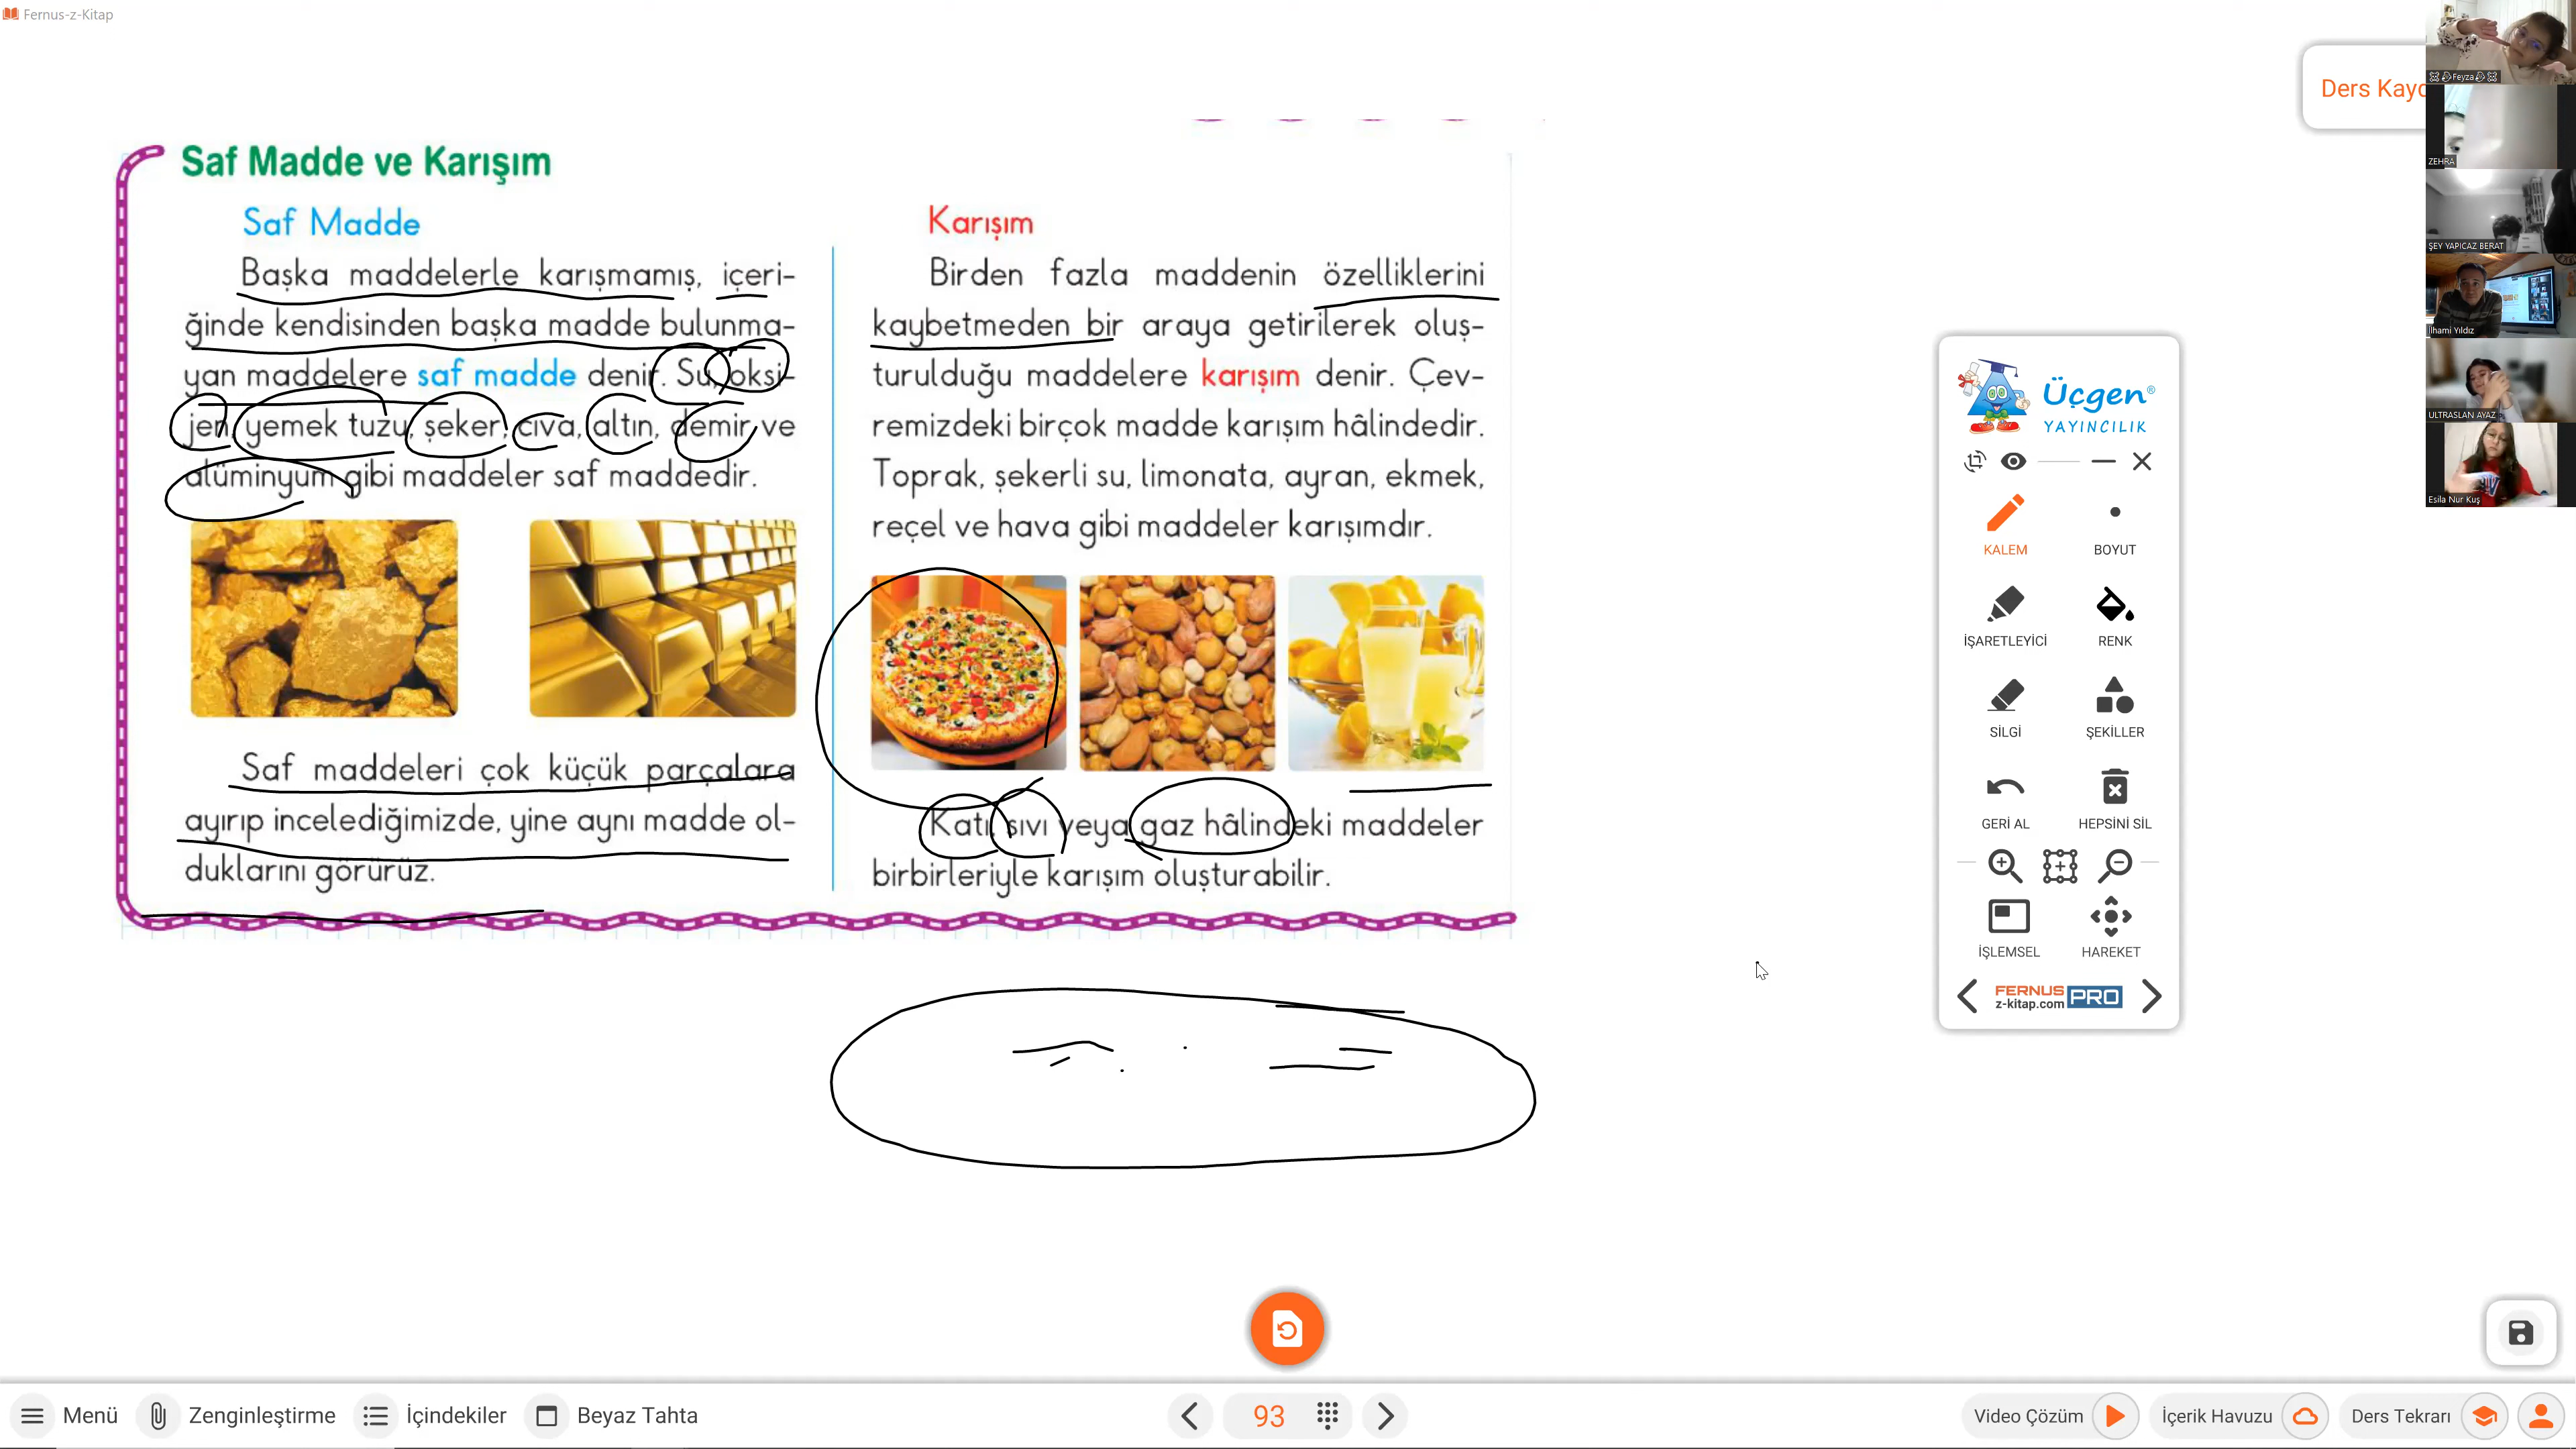 Fernus-z-Kitap
Ders Kayd
Feyza
ZEHRA
ŞEY YAPICAZ BERAT
İlhami Yıldız
ULTRASLAN AYAZ
Esila Nur Kuş
Saf Madde ve Karışım
Saf Madde
Başka maddelerle karışmamış, içeri-
ğinde kendisinden başka madde bulunma-
yan maddelere saf madde denir. Su, oksi-
jen, yemek tuzu, şeker, cıva, altın, demir ve
alüminyum gibi maddeler saf maddedir.
Saf maddeleri çok küçük parçalara
ayırıp incelediğimizde, yine aynı madde ol-
duklarını görürüz.
Karışım
Birden fazla maddenin özelliklerini
kaybetmeden bir araya getirilerek oluş-
turulduğu maddelere karışım denir. Çev-
remizdeki birçok madde karışım hâlindedir.
Toprak, şekerli su, limonata, ayran, ekmek,
reçel ve hava gibi maddeler karışımdır.
Katı, sıvı veya gaz hâlindeki maddeler
birbirleriyle karışım oluşturabilir.
Üçgen®
YAYINCILIK
KALEM
BOYUT
İŞARETLEYİCİ
RENK
SİLGİ
ŞEKİLLER
GERİ AL
HEPSİNİ SİL
İŞLEMSEL
HAREKET
FERNUS
z-kitap.com PRO
Menü
Zenginleştirme
İçindekiler
Beyaz Tahta
93
Video Çözüm
İçerik Havuzu
Ders Tekrarı